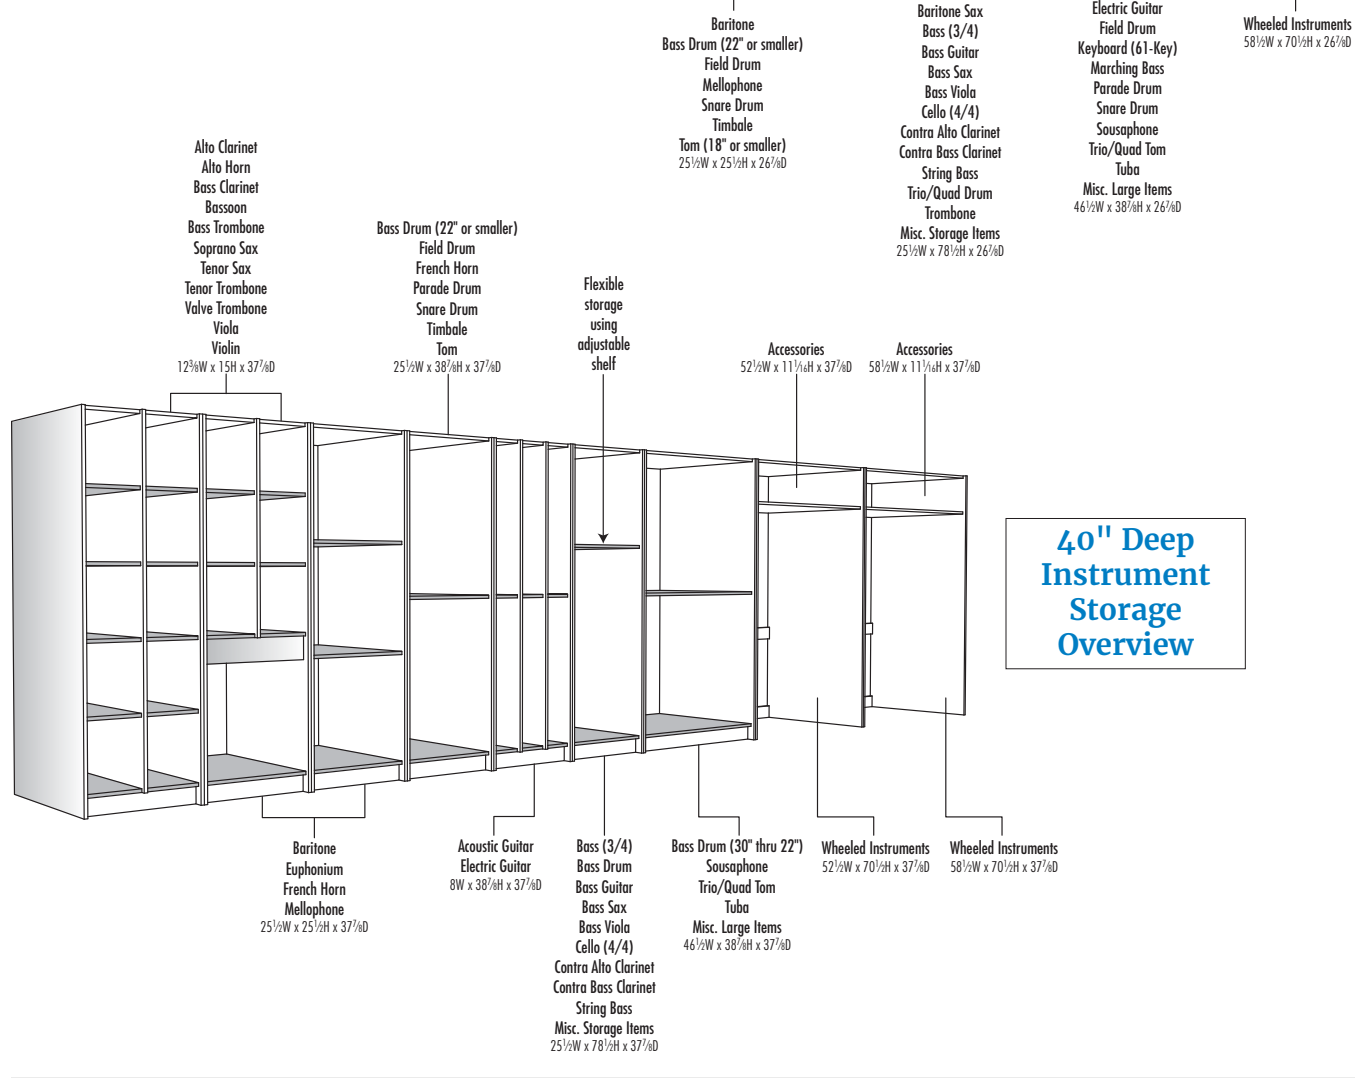 Baritone
Bass Drum (22" or smaller)
Field Drum
Mellophone
Snare Drum
Timbale
Tom (18" or smaller)
25½W x 25½H x 26⅞D
Baritone Sax
Bass (3/4)
Bass Guitar
Bass Sax
Bass Viola
Cello (4/4)
Contra Alto Clarinet
Contra Bass Clarinet
String Bass
Trio/Quad Drum
Trombone
Misc. Storage Items
25½W x 78½H x 26⅞D
Electric Guitar
Field Drum
Keyboard (61-Key)
Marching Bass
Parade Drum
Snare Drum
Sousaphone
Trio/Quad Tom
Tuba
Misc. Large Items
46½W x 38⅞H x 26⅞D
Wheeled Instruments
58½W x 70½H x 26⅞D
Alto Clarinet
Alto Horn
Bass Clarinet
Bassoon
Bass Trombone
Soprano Sax
Tenor Sax
Tenor Trombone
Valve Trombone
Viola
Violin
12⅜W x 15H x 37⅞D
Bass Drum (22" or smaller)
Field Drum
French Horn
Parade Drum
Snare Drum
Timbale
Tom
25½W x 38⅞H x 37⅞D
Flexible
storage
using
adjustable
shelf
Accessories
52½W x 11¹⁄₁₆H x 37⅞D
Accessories
58½W x 11¹⁄₁₆H x 37⅞D
40" Deep
Instrument
Storage
Overview
Baritone
Euphonium
French Horn
Mellophone
25½W x 25½H x 37⅞D
Acoustic Guitar
Electric Guitar
8W x 38⅞H x 37⅞D
Bass (3/4)
Bass Drum
Bass Guitar
Bass Sax
Bass Viola
Cello (4/4)
Contra Alto Clarinet
Contra Bass Clarinet
String Bass
Misc. Storage Items
25½W x 78½H x 37⅞D
Bass Drum (30" thru 22")
Sousaphone
Trio/Quad Tom
Tuba
Misc. Large Items
46½W x 38⅞H x 37⅞D
Wheeled Instruments
52½W x 70½H x 37⅞D
Wheeled Instruments
58½W x 70½H x 37⅞D